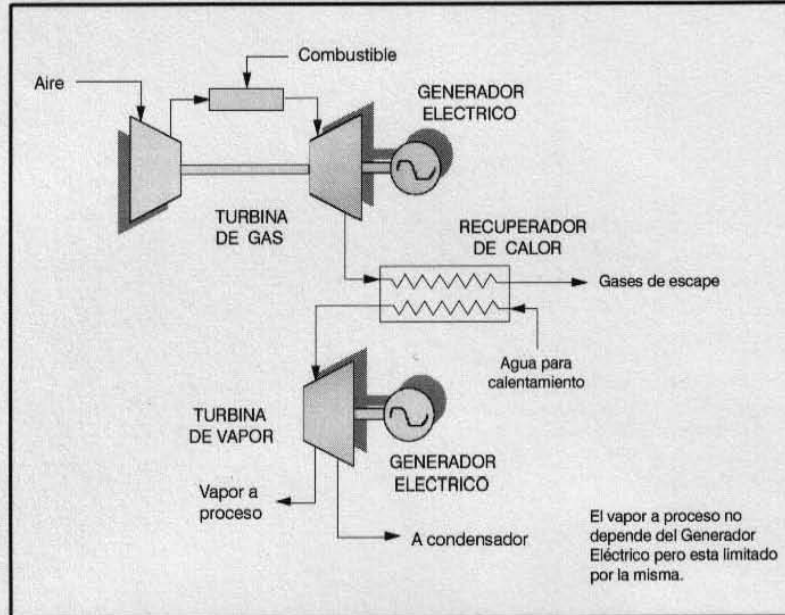 Combustible
Aire
GENERADOR
ELECTRICO
TURBINA
DE GAS
RECUPERADOR
DE CALOR
Gases de escape
Agua para
calentamiento
TURBINA
DE VAPOR
GENERADOR
ELECTRICO
Vapor a
proceso
A condensador
El vapor a proceso no
depende del Generador
Eléctrico pero esta limitado
por la misma.